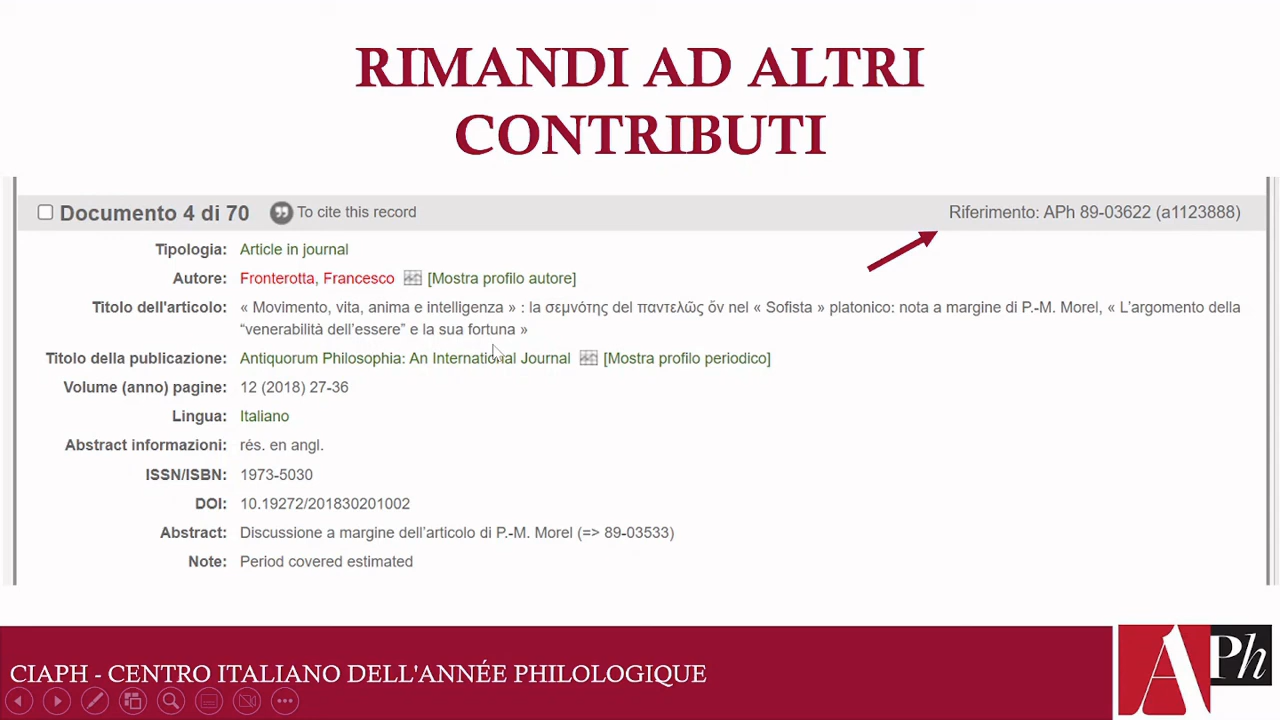 RIMANDI AD ALTRI
CONTRIBUTI
Documento 4 di 70 To cite this record Riferimento: APh 89-03622 (a1123888)
Tipologia: Article in journal
Autore: Fronterotta, Francesco [Mostra profilo autore]
Titolo dell'articolo: « Movimento, vita, anima e intelligenza » : la σεμνότης del παντελῶς ὄν nel « Sofista » platonico: nota a margine di P.-M. Morel, « L’argomento della
“venerabilità dell’essere” e la sua fortuna »
Titolo della publicazione: Antiquorum Philosophia: An International Journal [Mostra profilo periodico]
Volume (anno) pagine: 12 (2018) 27-36
Lingua: Italiano
Abstract informazioni: rés. en angl.
ISSN/ISBN: 1973-5030
DOI: 10.19272/201830201002
Abstract: Discussione a margine dell’articolo di P.-M. Morel (=> 89-03533)
Note: Period covered estimated
CIAPH - CENTRO ITALIANO DELL'ANNÉE PHILOLOGIQUE
APh